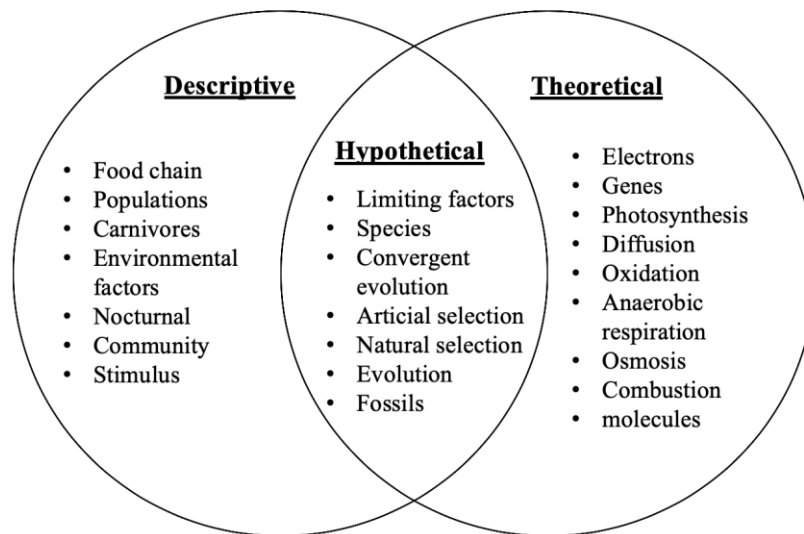 Descriptive
• Food chain
• Populations
• Carnivores
• Environmental
factors
• Nocturnal
• Community
• Stimulus
Hypothetical
• Limiting factors
• Species
• Convergent
evolution
• Articial selection
• Natural selection
• Evolution
• Fossils
Theoretical
• Electrons
• Genes
• Photosynthesis
• Diffusion
• Oxidation
• Anaerobic
respiration
• Osmosis
• Combustion
• molecules